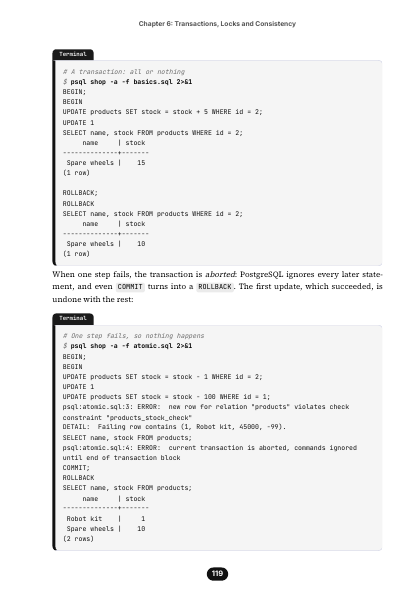 Chapter 6: Transactions, Locks and Consistency
Terminal
# A transaction: all or nothing
$ psql shop -a -f basics.sql 2>&1
BEGIN;
BEGIN
UPDATE products SET stock = stock + 5 WHERE id = 2;
UPDATE 1
SELECT name, stock FROM products WHERE id = 2;
     name     | stock
--------------+-------
 Spare wheels |    15
(1 row)

ROLLBACK;
ROLLBACK
SELECT name, stock FROM products WHERE id = 2;
     name     | stock
--------------+-------
 Spare wheels |    10
(1 row)
When one step fails, the transaction is aborted: PostgreSQL ignores every later state-
ment, and even COMMIT turns into a ROLLBACK. The first update, which succeeded, is
undone with the rest:
Terminal
# One step fails, so nothing happens
$ psql shop -a -f atomic.sql 2>&1
BEGIN;
BEGIN
UPDATE products SET stock = stock - 1 WHERE id = 2;
UPDATE 1
UPDATE products SET stock = stock - 100 WHERE id = 1;
psql:atomic.sql:3: ERROR:  new row for relation "products" violates check
constraint "products_stock_check"
DETAIL:  Failing row contains (1, Robot kit, 45000, -99).
SELECT name, stock FROM products;
psql:atomic.sql:4: ERROR:  current transaction is aborted, commands ignored
until end of transaction block
COMMIT;
ROLLBACK
SELECT name, stock FROM products;
     name     | stock
--------------+-------
 Robot kit    |     1
 Spare wheels |    10
(2 rows)
119